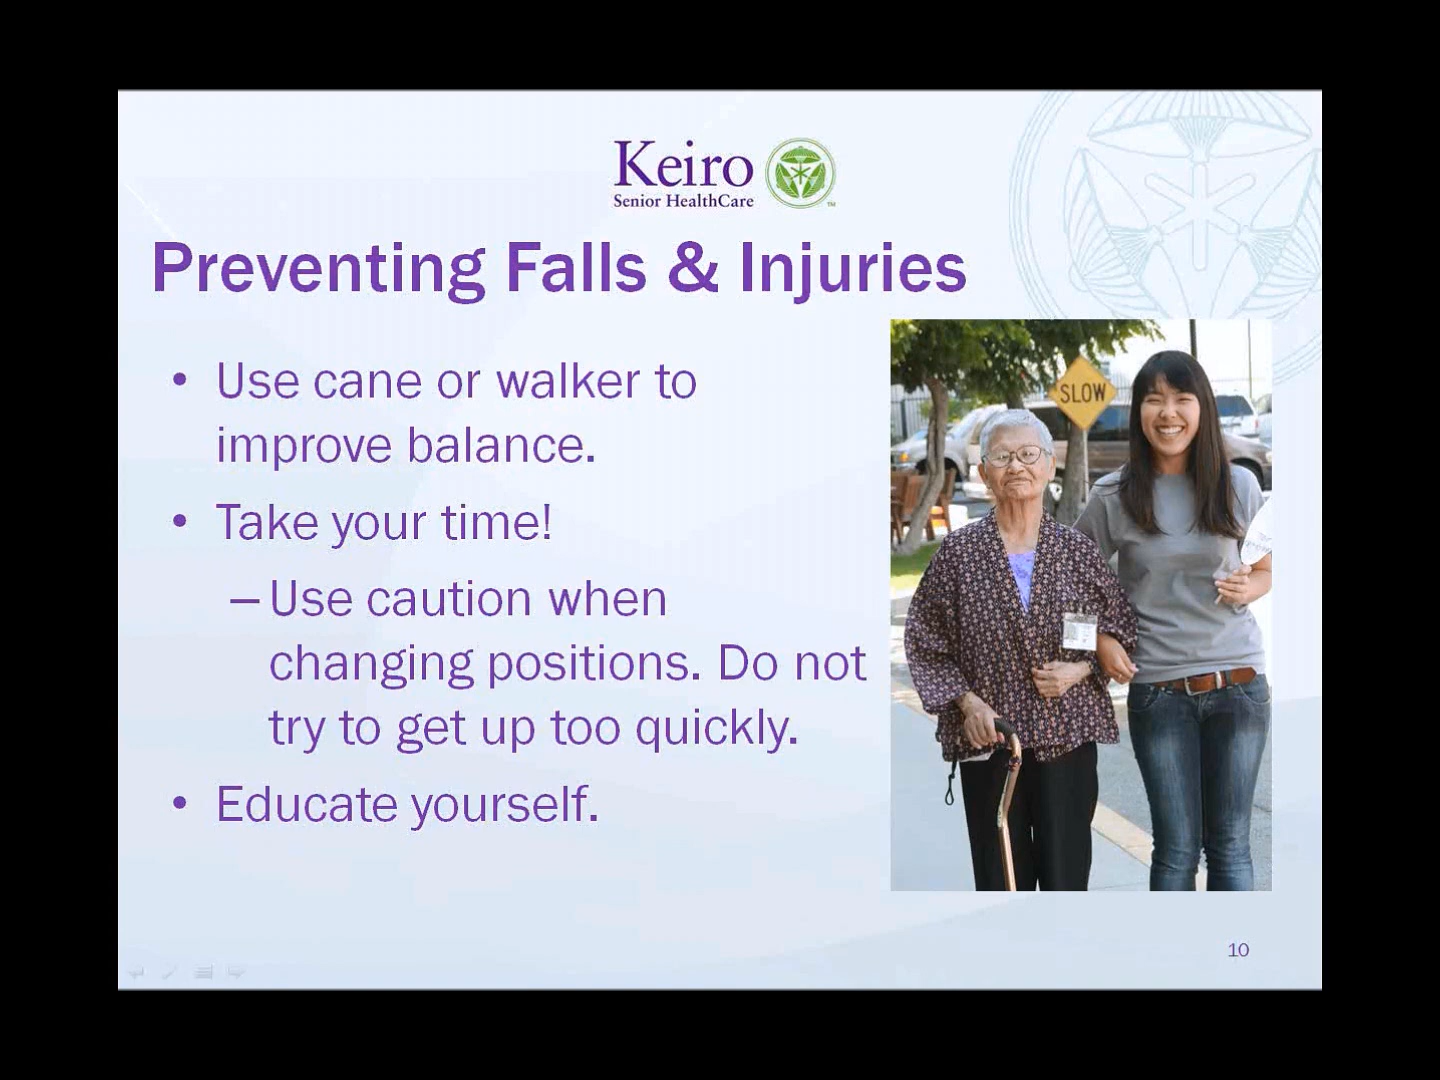 Keiro
Senior HealthCare
TM
Preventing Falls & Injuries
• Use cane or walker to
improve balance.
• Take your time!
– Use caution when
changing positions. Do not
try to get up too quickly.
• Educate yourself.
SLOW
10